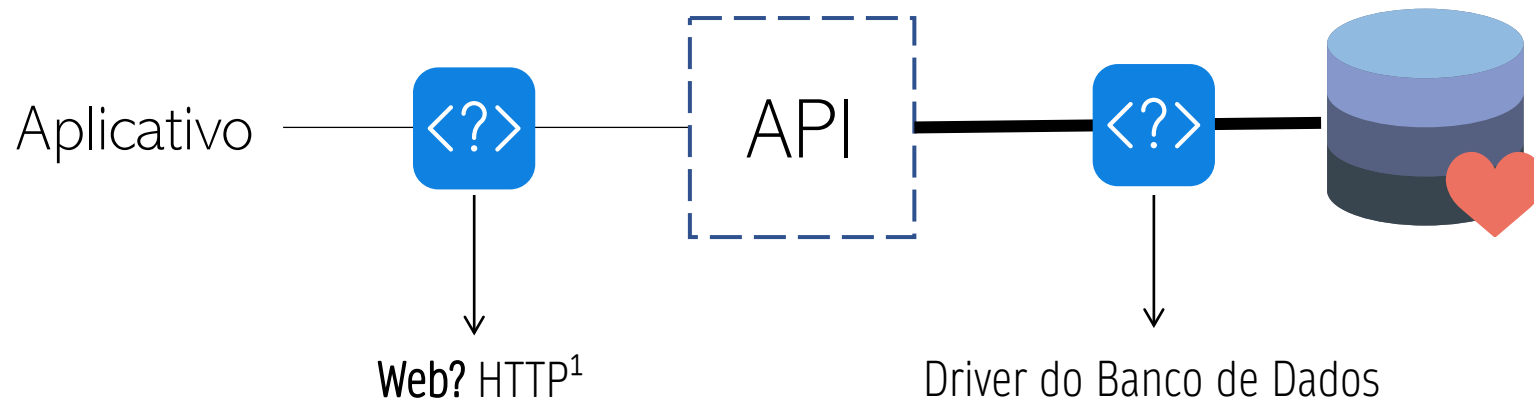 Aplicativo
<?>
API
<?>
Web? HTTP¹
Driver do Banco de Dados